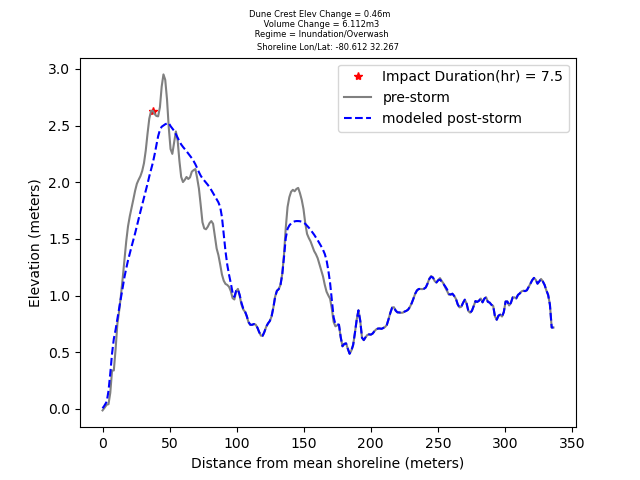 Dune Crest Elev Change = 0.46m
Volume Change = 6.112m3
Regime = Inundation/Overwash
Shoreline Lon/Lat: -80.612 32.267
Impact Duration(hr) = 7.5
pre-storm
modeled post-storm
3.0
2.5
2.0
1.5
1.0
0.5
0.0
Elevation (meters)
0 50 100 150 200 250 300 350
Distance from mean shoreline (meters)